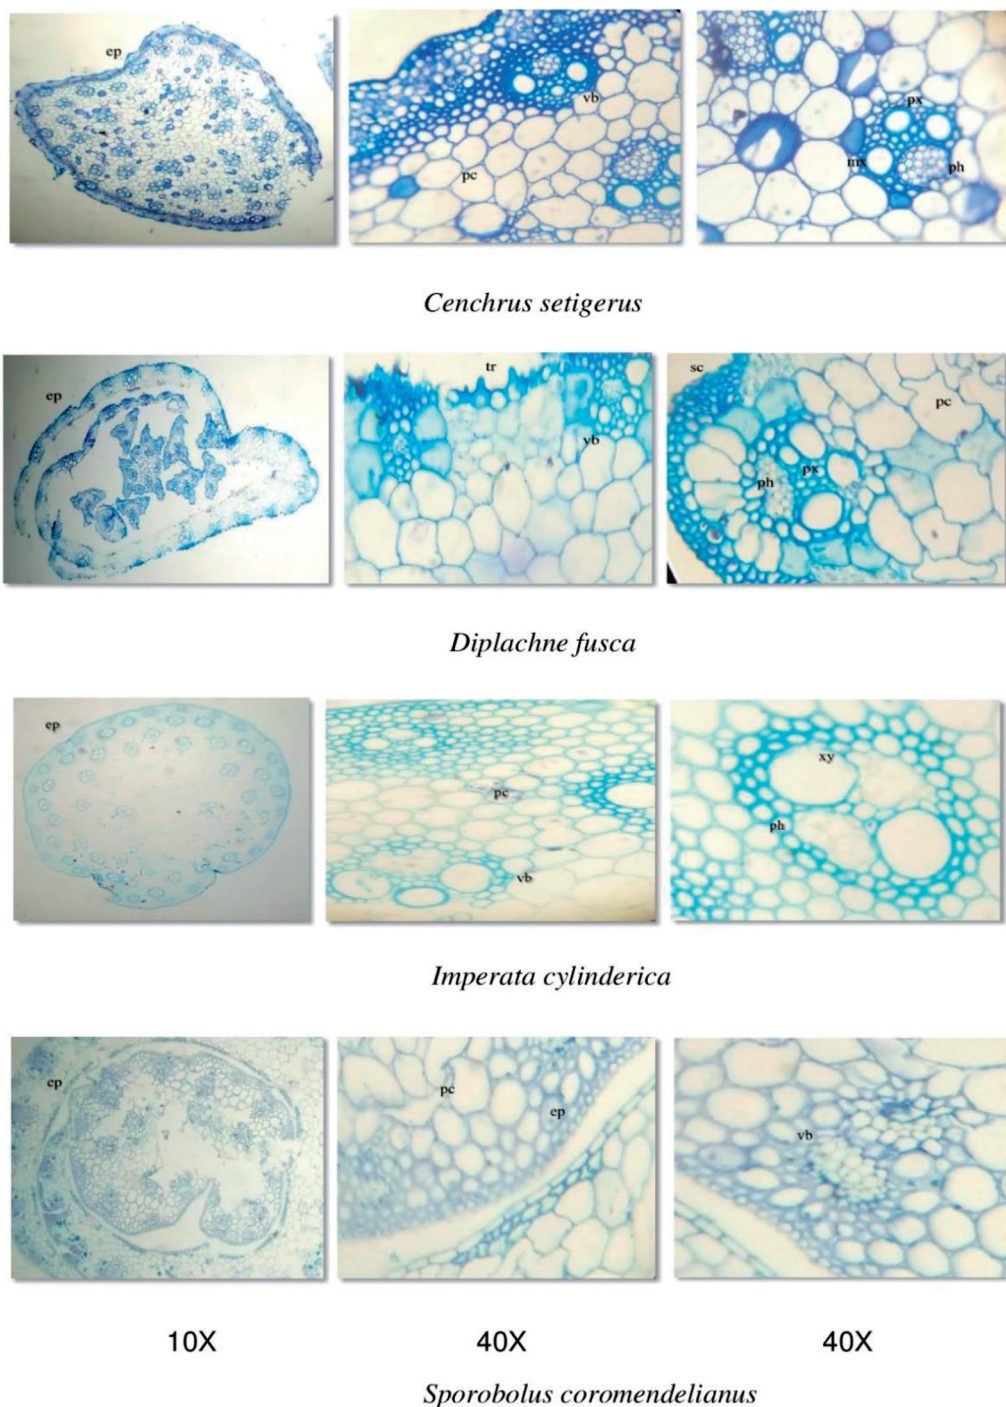 ep
vb
pc
px
mx
ph
Cenchrus setigerus
ep
tr
vb
sc
pc
ph
px
Diplachne fusca
ep
pc
vb
xy
ph
Imperata cylinderica
ep
pc
ep
vb
10X 40X 40X
Sporobolus coromendelianus